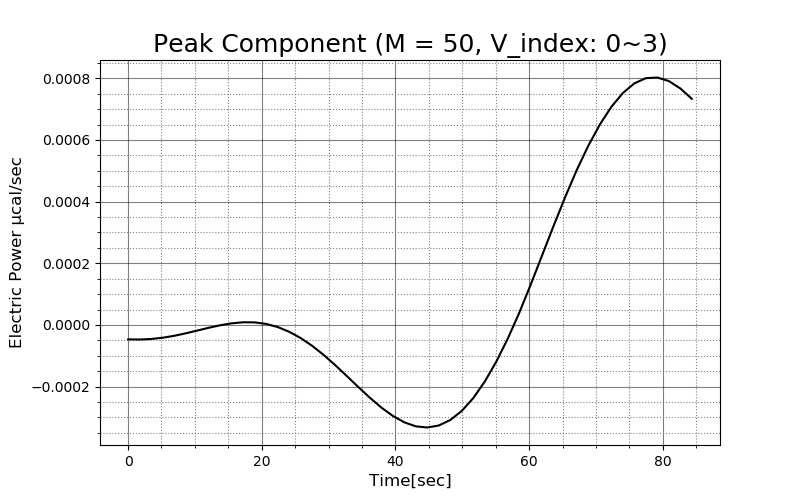 Peak Component (M = 50, V_index: 0~3)
0.0008
0.0006
0.0004
0.0002
0.0000
−0.0002
Electric Power μcal/sec
0 20 40 60 80
Time[sec]